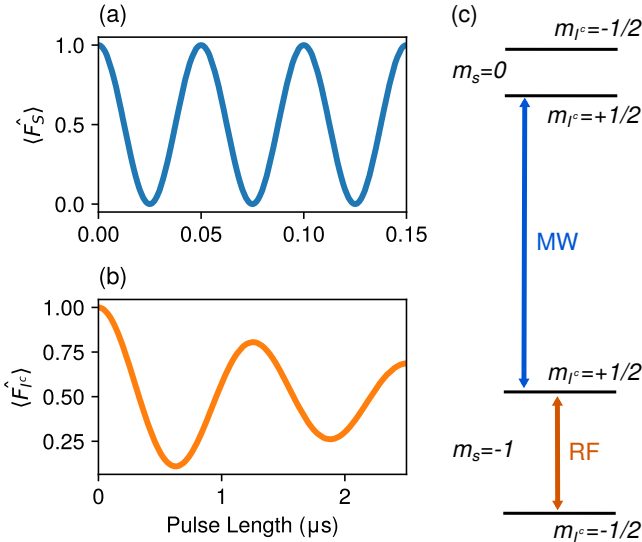 (a)
1.0
0.5
0.0
⟨F̂_S⟩
0.00 0.05 0.10 0.15
(b)
1.00
0.75
0.50
0.25
⟨F̂_{I^c}⟩
0 1 2
Pulse Length (µs)
(c)
m_{I^c}=-1/2
m_s=0
m_{I^c}=+1/2
MW
m_{I^c}=+1/2
m_s=-1
RF
m_{I^c}=-1/2